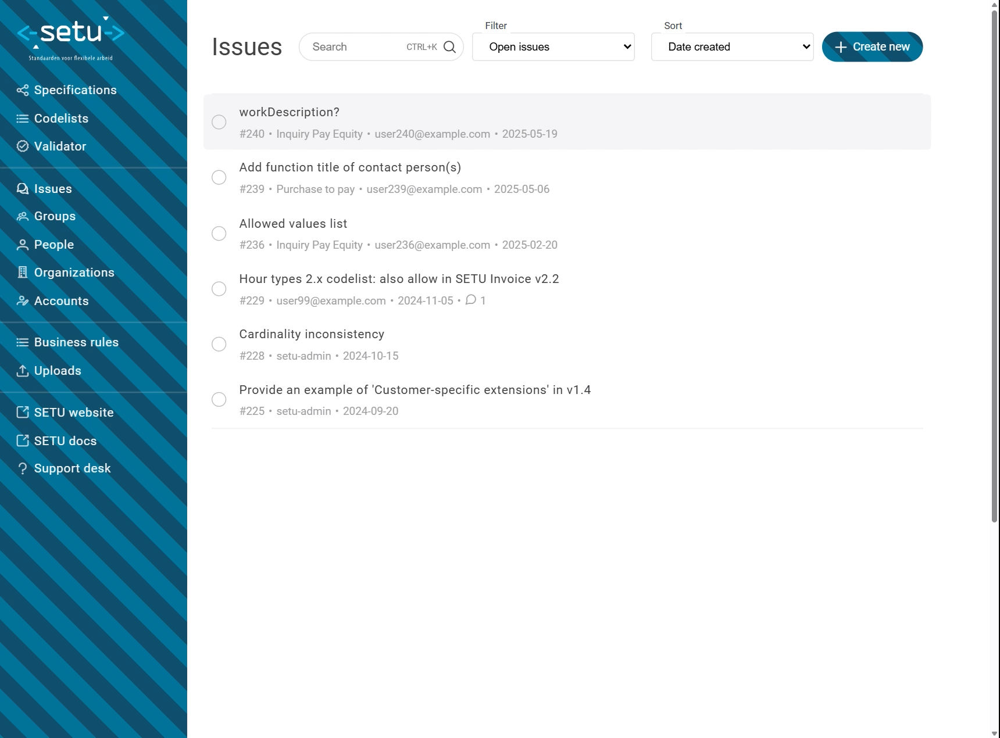 <-setu->
Standaarden voor flexibele arbeid
Specifications
Codelists
Validator
Issues
Groups
People
Organizations
Accounts
Business rules
Uploads
SETU website
SETU docs
Support desk
Issues
Search CTRL+K
Filter
Open issues
Sort
Date created
Create new
workDescription?
#240 • Inquiry Pay Equity • user240@example.com • 2025-05-19
Add function title of contact person(s)
#239 • Purchase to pay • user239@example.com • 2025-05-06
Allowed values list
#236 • Inquiry Pay Equity • user236@example.com • 2025-02-20
Hour types 2.x codelist: also allow in SETU Invoice v2.2
#229 • user99@example.com • 2024-11-05 • 1
Cardinality inconsistency
#228 • setu-admin • 2024-10-15
Provide an example of 'Customer-specific extensions' in v1.4
#225 • setu-admin • 2024-09-20